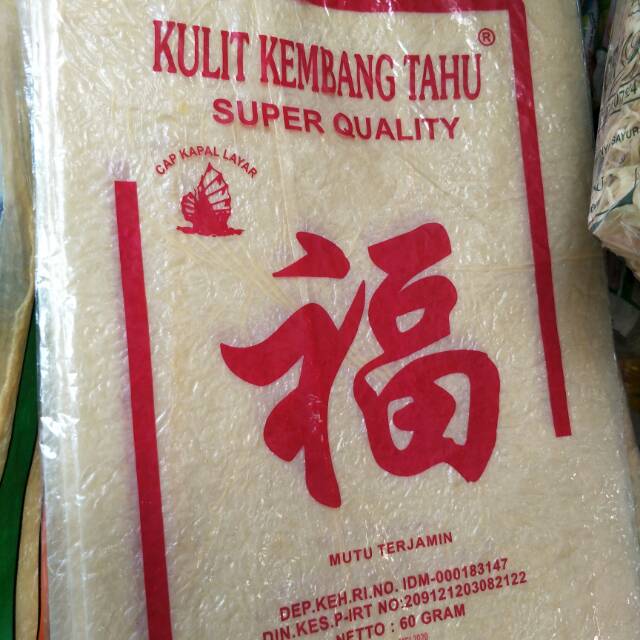 KULIT KEMBANG TAHU ®
SUPER QUALITY
CAP KAPAL LAYAR
福
MUTU TERJAMIN
DEP.KEH.RI.NO. IDM-000183147
DIN.KES.P-IRT NO:209121203082122
NETTO : 60 GRAM